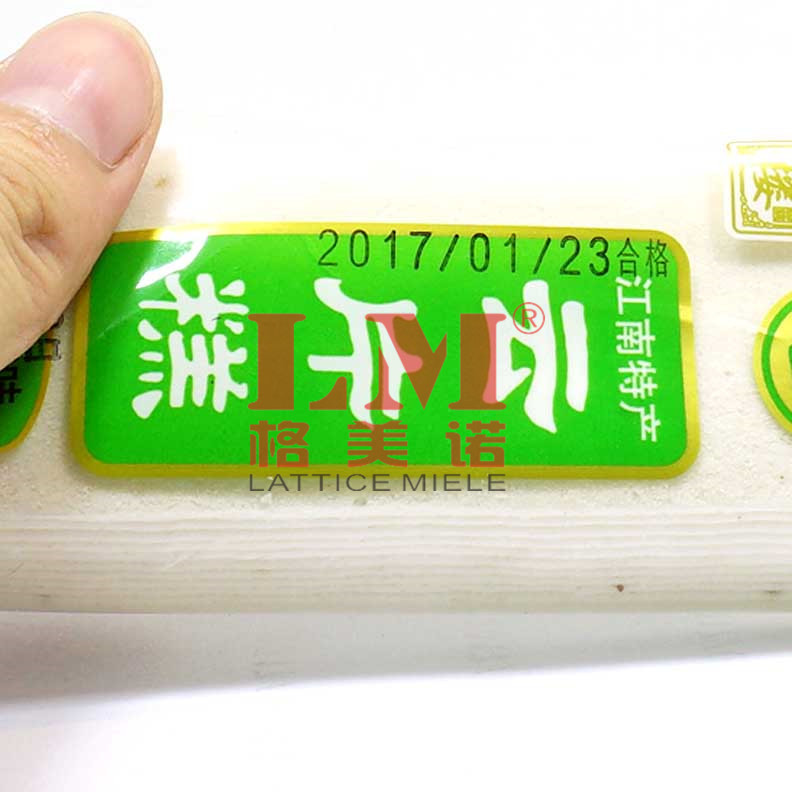 2017/01/23合格
江南特产
云片糕
LM®
格美诺
LATTICE MIELE